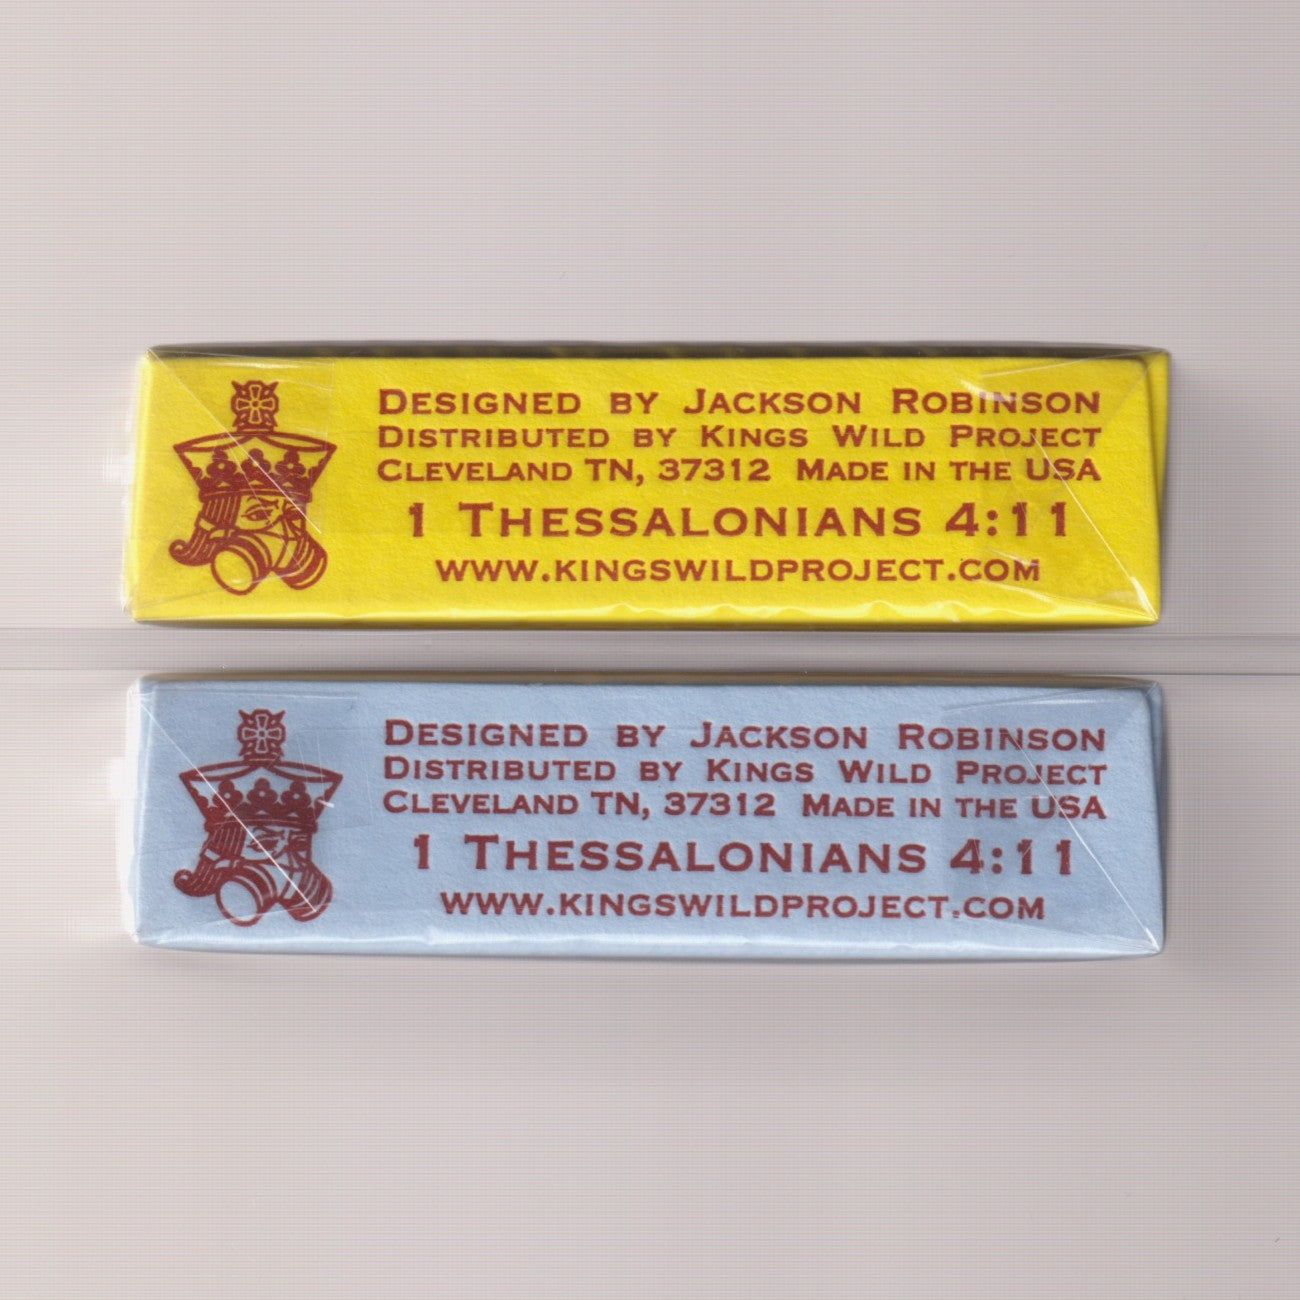 Designed by Jackson Robinson
Distributed by Kings Wild Project
Cleveland TN, 37312 Made in the USA
1 Thessalonians 4:11
www.kingswildproject.com
Designed by Jackson Robinson
Distributed by Kings Wild Project
Cleveland TN, 37312 Made in the USA
1 Thessalonians 4:11
www.kingswildproject.com